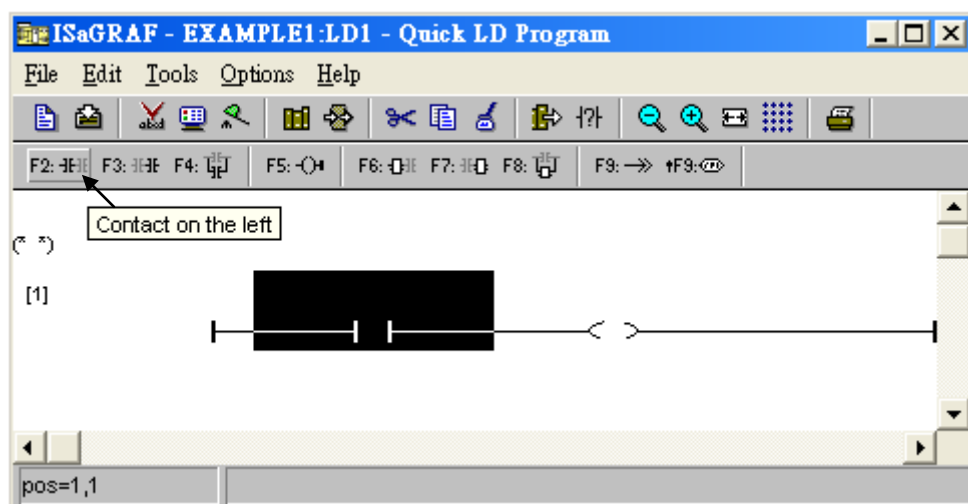 ISaGRAF - EXAMPLE1:LD1 - Quick LD Program
File Edit Tools Options Help
F2: F3: F4: F5: F6: F7: F8: F9: F9:
Contact on the left
(* *)
[1]
pos=1,1